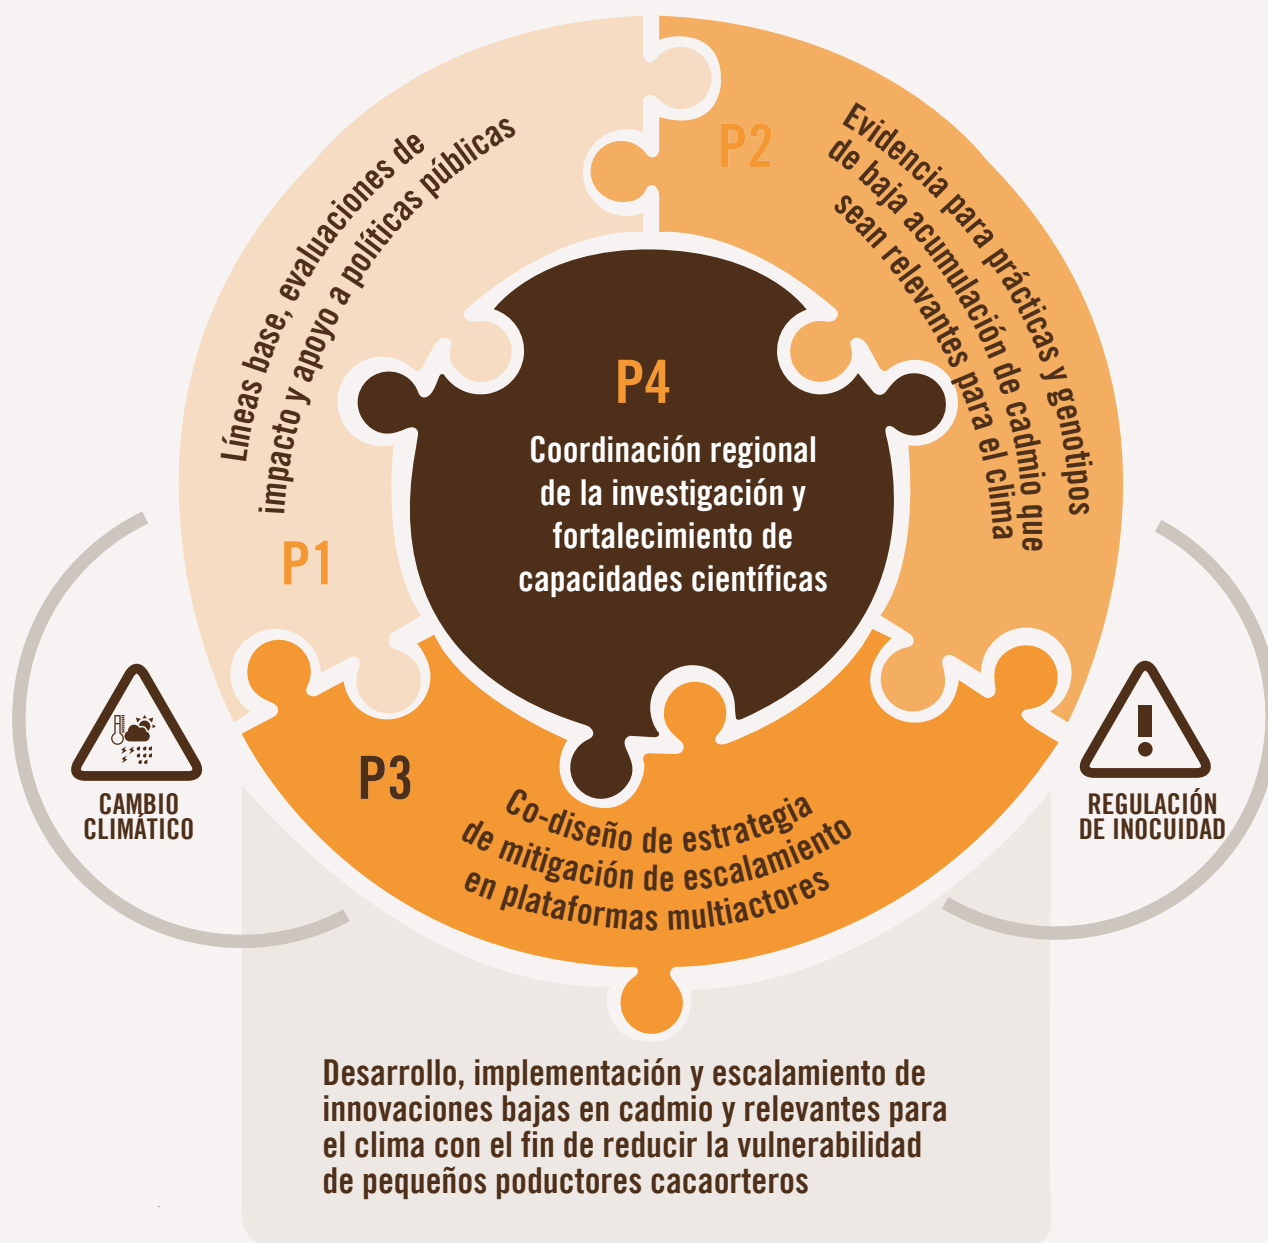 Líneas base, evaluaciones de
impacto y apoyo a políticas públicas
P1
P2
Evidencia para prácticas y genotipos
de baja acumulación de cadmio que
sean relevantes para el clima
P4
Coordinación regional
de la investigación y
fortalecimiento de
capacidades científicas
P3
Co-diseño de estrategia
de mitigación de escalamiento
en plataformas multiactores
CAMBIO
CLIMÁTICO
REGULACIÓN
DE INOCUIDAD
Desarrollo, implementación y escalamiento de
innovaciones bajas en cadmio y relevantes para
el clima con el fin de reducir la vulnerabilidad
de pequeños poductores cacaorteros